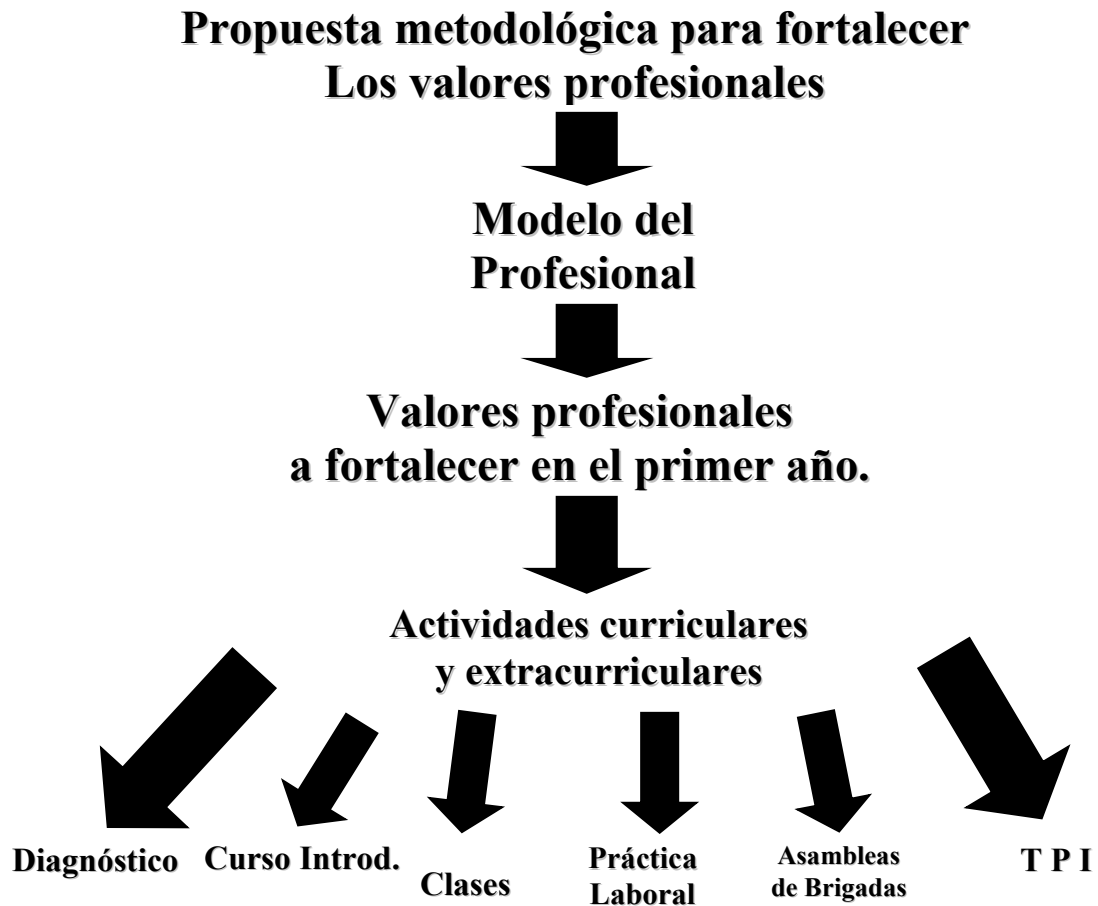 Propuesta metodológica para fortalecer
Los valores profesionales
Modelo del
Profesional
Valores profesionales
a fortalecer en el primer año.
Actividades curriculares
y extracurriculares
Diagnóstico
Curso Introd.
Clases
Práctica
Laboral
Asambleas
de Brigadas
T P I